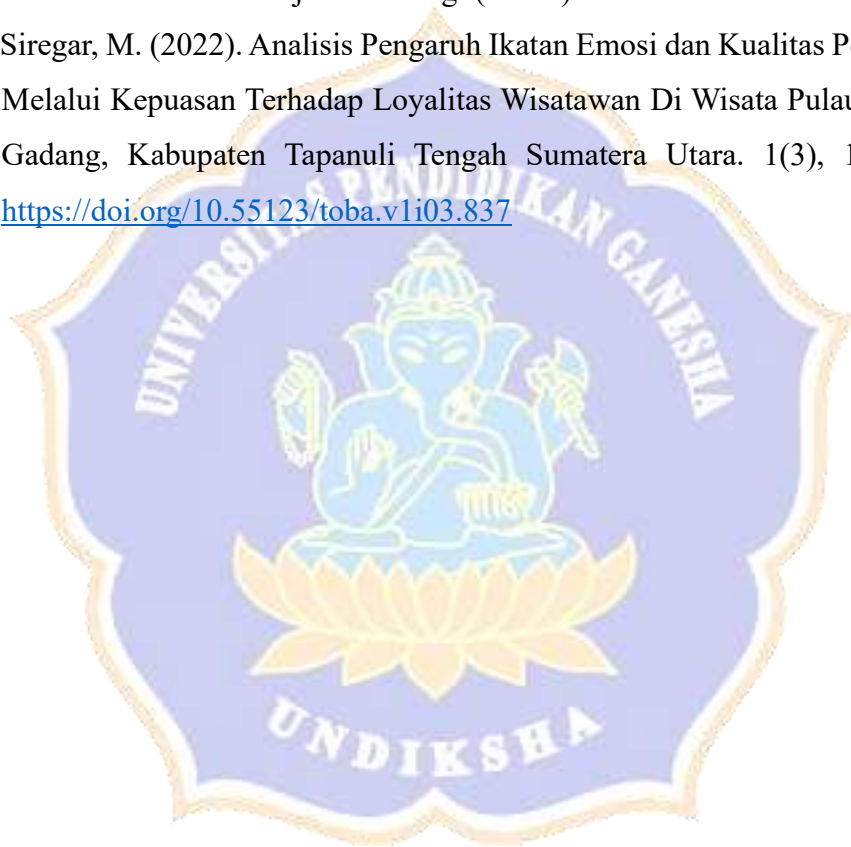 Siregar, M. (2022). Analisis Pengaruh Ikatan Emosi dan Kualitas
Melalui Kepuasan Terhadap Loyalitas Wisatawan Di Wisata Pulau
Gadang, Kabupaten Tapanuli Tengah Sumatera Utara. 1(3),
https://doi.org/10.55123/toba.v1i03.837
UNIVERSITAS PENDIDIKAN GANESHA
UNDIKSHA